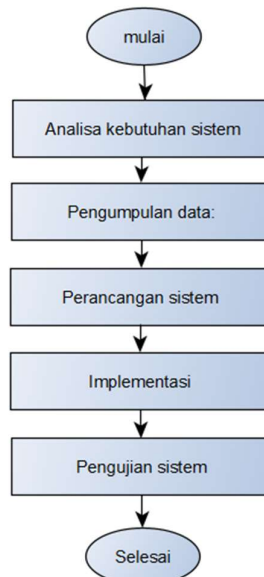 mulai
Analisa kebutuhan sistem
Pengumpulan data:
Perancangan sistem
Implementasi
Pengujian sistem
Selesai